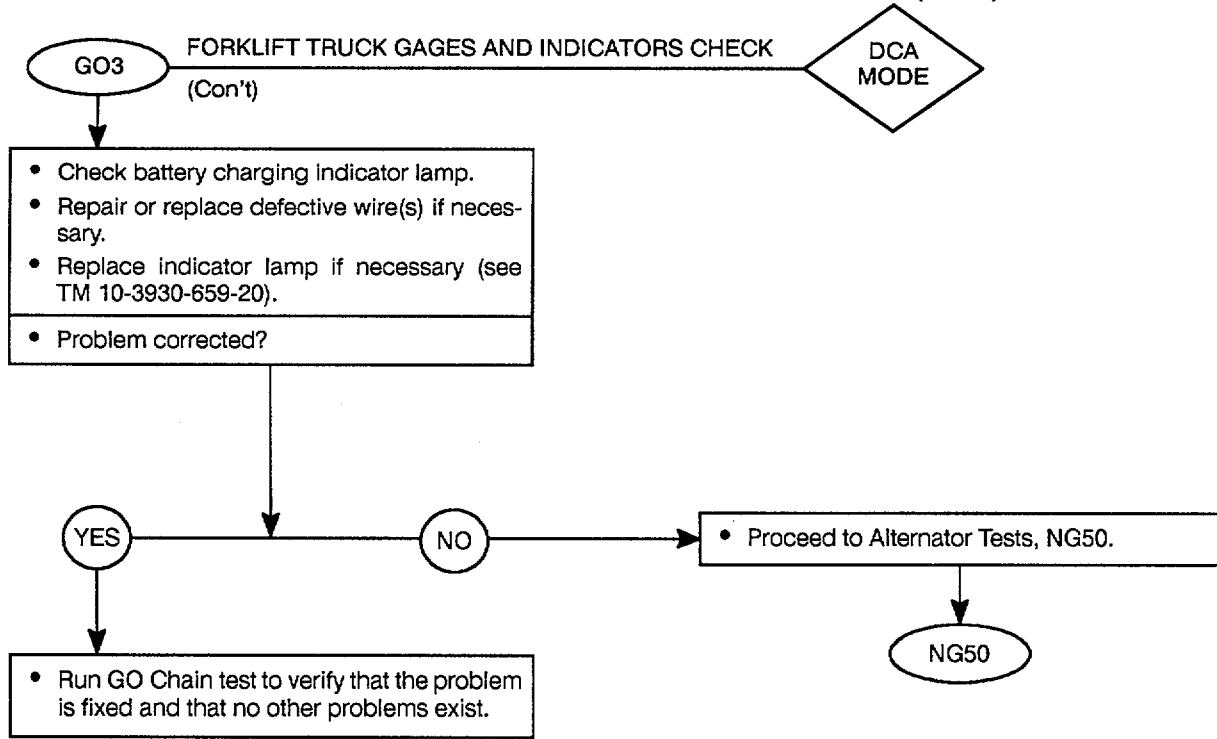 FORKLIFT TRUCK GAGES AND INDICATORS CHECK
GO3
(Con't)
DCA
MODE
• Check battery charging indicator lamp.
• Repair or replace defective wire(s) if neces-
sary.
• Replace indicator lamp if necessary (see
TM 10-3930-659-20).
• Problem corrected?
YES
NO
• Proceed to Alternator Tests, NG50.
NG50
• Run GO Chain test to verify that the problem
is fixed and that no other problems exist.